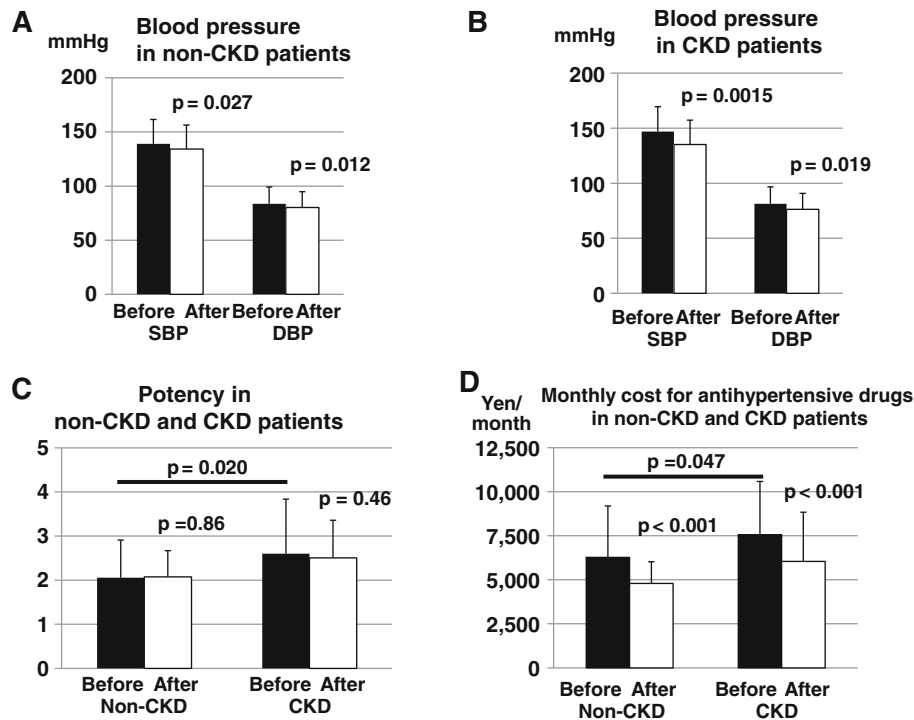 A
Blood pressure
in non-CKD patients
mmHg
200
150
100
50
0
p = 0.027
p = 0.012
Before After Before After
SBP DBP
B
Blood pressure
in CKD patients
mmHg
200
150
100
50
0
p = 0.0015
p = 0.019
Before After Before After
SBP DBP
C
Potency in
non-CKD and CKD patients
5
4
3
2
1
0
p = 0.020
p =0.86
p = 0.46
Before After Before After
Non-CKD CKD
D
Monthly cost for antihypertensive drugs
in non-CKD and CKD patients
Yen/
month
12,500
10,000
7,500
5,000
2,500
0
p =0.047
p < 0.001
p < 0.001
Before After Before After
Non-CKD CKD